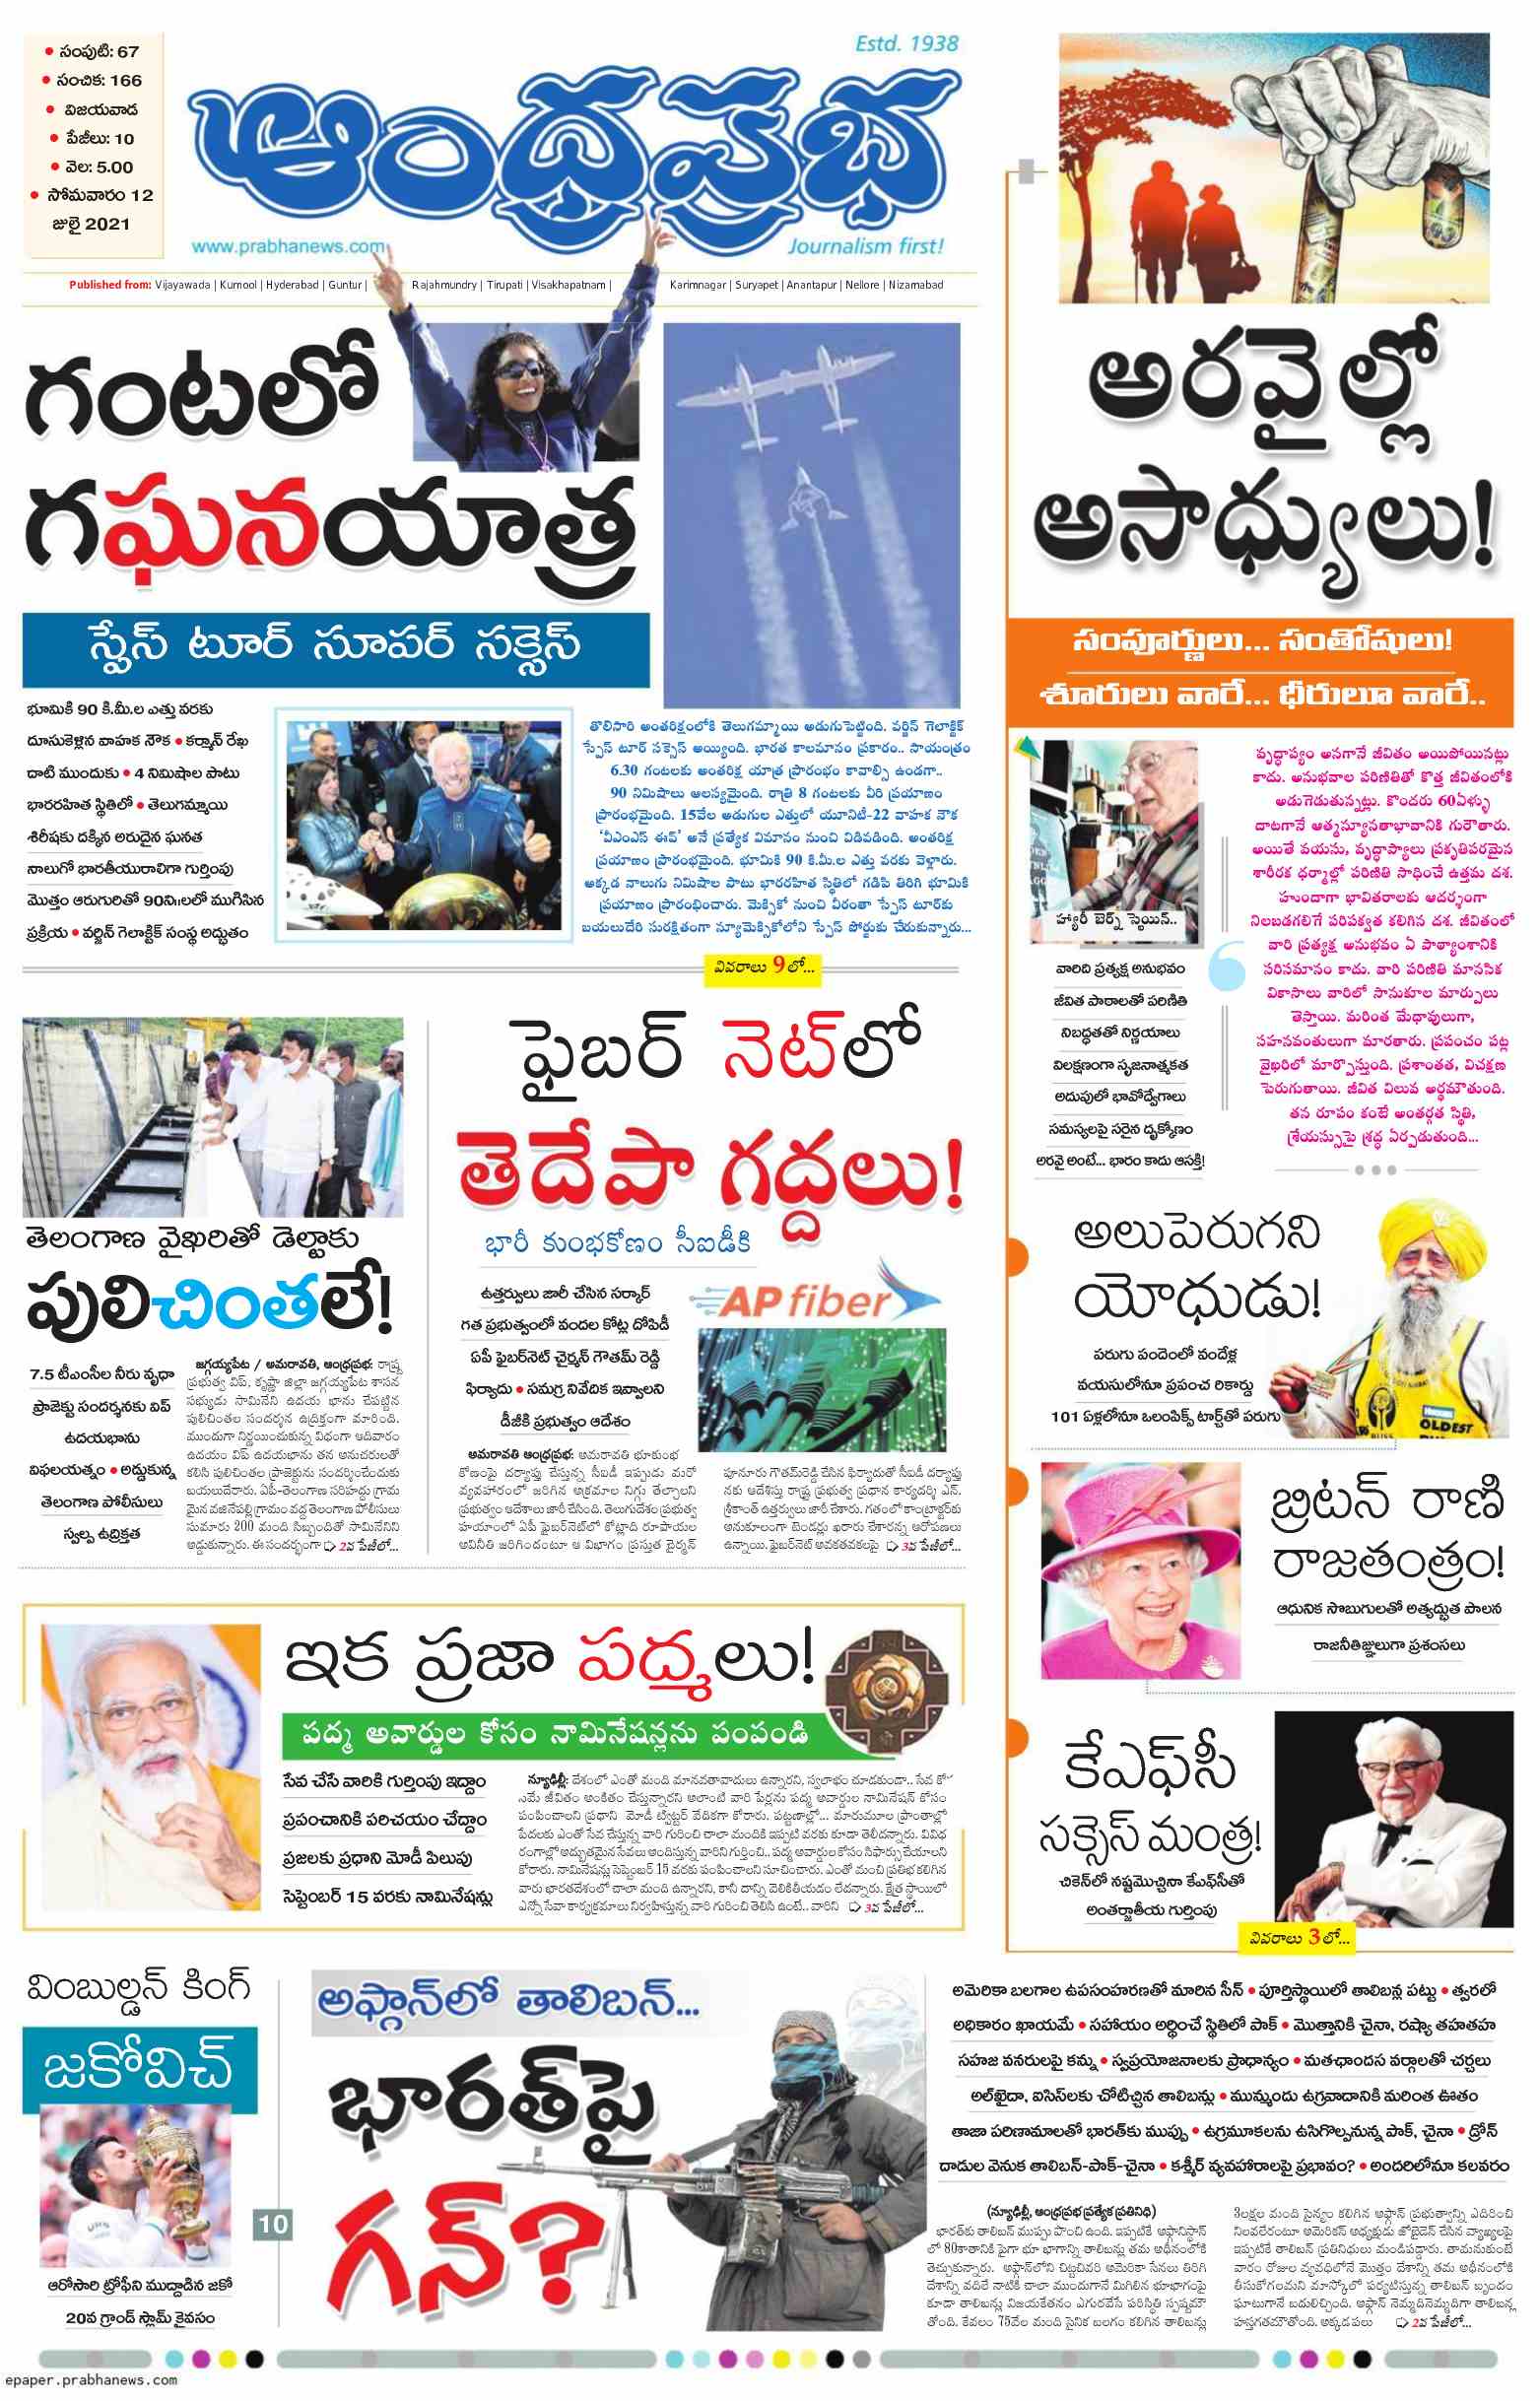 • సంపుటి: 67
• సంచిక: 166
• విజయవాడ
• పేజీలు: 10
• వెల: 5.00
• సోమవారం 12
జులై 2021
Estd. 1938
ఆంధ్రప్రభ
www.prabhanews.com
Journalism first!
Published from: Vijayawada | Kurnool | Hyderabad | Guntur | Rajahmundry | Tirupati | Visakhapatnam | Karimnagar | Suryapet | Anantapur | Nellore | Nizamabad
గంటలో
గఘనయాత్ర
స్పేస్ టూర్ సూపర్ సక్సెస్
భూమికి 90 కి.మీ.ల ఎత్తు వరకు
దూసుకెళ్లిన వాహక నౌక • కర్మాన్ రేఖ
దాటి ముందుకు • 4 నిమిషాల పాటు
భారరహిత స్థితిలో • తెలుగమ్మాయి
శిరీషకు దక్కిన అరుదైన ఘనత
నాలుగో భారతీయురాలిగా గుర్తింపు
మొత్తం ఆరుగురితో 90ని॥లలో ముగిసిన
ప్రక్రియ • వర్జిన్ గెలాక్టిక్ సంస్థ అద్భుతం
తొలిసారి అంతరిక్షంలోకి తెలుగమ్మాయి అడుగుపెట్టింది. వర్జిన్ గెలాక్టిక్
స్పేస్ టూర్ సక్సెస్ అయ్యింది. భారత కాలమానం ప్రకారం.. సాయంత్రం
6.30 గంటలకు అంతరిక్ష యాత్ర ప్రారంభం కావాల్సి ఉండగా..
90 నిమిషాలు ఆలస్యమైంది. రాత్రి 8 గంటలకు వీరి ప్రయాణం
ప్రారంభమైంది. 15వేల అడుగుల ఎత్తులో యూనిటీ-22 వాహక నౌక
'వీఎంఎస్ ఈవ్' అనే ప్రత్యేక విమానం నుంచి విడివడింది. అంతరిక్ష
ప్రయాణం ప్రారంభమైంది. భూమికి 90 కి.మీ.ల ఎత్తు వరకు వెళ్లారు.
అక్కడ నాలుగు నిమిషాల పాటు భారరహిత స్థితిలో గడిపి తిరిగి భూమికి
ప్రయాణం ప్రారంభించారు. మెక్సికో నుంచి వీరంతా స్పేస్ టూర్‌కు
బయలుదేరి సురక్షితంగా న్యూమెక్సికోలోని స్పేస్ పోర్టుకు చేరుకున్నారు...
వివరాలు 9లో...
తెలంగాణ వైఖరితో డెల్టాకు
పులిచింతలే!
7.5 టీఎంసీల నీరు వృథా
ప్రాజెక్టు సందర్శనకు విప్
ఉదయభాను
విఫలయత్నం • అడ్డుకున్న
తెలంగాణ పోలీసులు
స్వల్ప ఉద్రిక్తత
జగ్గయ్యపేట / అమరావతి, ఆంధ్రప్రభ: రాష్ట్ర
ప్రభుత్వ విప్, కృష్ణా జిల్లా జగ్గయ్యపేట శాసన
సభ్యుడు సామినేని ఉదయ భాను చేపట్టిన
పులిచింతల సందర్శన ఉద్రిక్తంగా మారింది.
ముందుగా నిర్ణయించుకున్న విధంగా ఆదివారం
ఉదయం విప్ ఉదయభాను తన అనుచరులతో
కలిసి పులిచింతల ప్రాజెక్టును సందర్శించేందుకు
బయలుదేరారు. ఏపీ-తెలంగాణ సరిహద్దు గ్రామ
మైన వజినేపల్లి గ్రామం వద్ద తెలంగాణ పోలీసులు
సుమారు 200 మంది సిబ్బందితో సామినేనిని
అడ్డుకున్నారు. ఈ సందర్భంగా 2వ పేజీలో...
ఫైబర్ నెట్‌లో
తెదేపా గద్దలు!
భారీ కుంభకోణం సీఐడీకి
ఉత్తర్వులు జారీ చేసిన సర్కార్
గత ప్రభుత్వంలో వందల కోట్ల దోపిడీ
ఏపీ ఫైబర్‌నెట్ చైర్మన్ గౌతమ్ రెడ్డి
ఫిర్యాదు • సమగ్ర నివేదిక ఇవ్వాలని
డీజీకి ప్రభుత్వం ఆదేశం
AP fiber
అమరావతి ఆంధ్రప్రభ: అమరావతి భూకుంభ
కోణంపై దర్యాప్తు చేస్తున్న సీఐడీ ఇప్పుడు మరో
వ్యవహారంలో జరిగిన అక్రమాల నిగ్గు తేల్చాలని
ప్రభుత్వం ఆదేశాలు జారీ చేసింది. తెలుగుదేశం ప్రభుత్వ
హయాంలో ఏపీ ఫైబర్‌నెట్‌లో కోట్లాది రూపాయల
అవినీతి జరిగిందంటూ ఆ విభాగం ప్రస్తుత చైర్మన్
పూనూరు గౌతమ్‌రెడ్డి చేసిన ఫిర్యాదుతో సీఐడీ దర్యాప్తు
నకు ఆదేశిస్తు రాష్ట్ర ప్రభుత్వ ప్రధాన కార్యదర్శి ఎన్.
శ్రీకాంత్ ఉత్తర్వులు జారీ చేశారు. గతంలో కాంట్రాక్టర్‌కు
అనుకూలంగా టెండర్లు ఖరారు చేశారన్న ఆరోపణలు
ఉన్నాయి. ఫైబర్‌నెట్ అవకతవకలపై 3వ పేజీలో...
ఇక ప్రజా పద్మలు!
పద్మ అవార్డుల కోసం నామినేషన్లను పంపండి
సేవ చేసే వారికి గుర్తింపు ఇద్దాం
ప్రపంచానికి పరిచయం చేద్దాం
ప్రజలకు ప్రధాని మోడీ పిలుపు
సెప్టెంబర్ 15 వరకు నామినేషన్లు
న్యూఢిల్లీ: దేశంలో ఎంతో మంది మానవతావాదులు ఉన్నారని, స్వలాభం చూడకుండా.. సేవ కో
సమే జీవితం అంకితం చేస్తున్నారని అలాంటి వారి పేర్లను పద్మ అవార్డుల నామినేషన్ కోసం
పంపించాలని ప్రధాని మోడీ ట్విట్టర్ వేదికగా కోరారు. పట్టణాల్లో... మారుమూల ప్రాంతాల్లో
పేదలకు ఎంతో సేవ చేస్తున్న వారి గురించి చాలా మందికి ఇప్పటి వరకు కూడా తెలీదన్నారు. వివిధ
రంగాల్లో అద్భుతమైన సేవలు అందిస్తున్న వారిని గుర్తించి.. పద్మ అవార్డుల కోసం సిఫార్సు చేయాలని
కోరారు. నామినేషన్లు సెప్టెంబర్ 15 వరకు పంపించాలని సూచించారు. ఎంతో మంచి ప్రతిభ కలిగిన
వారు భారతదేశంలో చాలా మంది ఉన్నారని, కానీ దాన్ని వెలికితీయడం లేదన్నారు. క్షేత్ర స్థాయిలో
ఎన్నో సేవా కార్యక్రమాలు నిర్వహిస్తున్న వారి గురించి తెలిసి ఉంటే.. వారిని 3వ పేజీలో...
అరవైల్లో
అసాధ్యులు!
సంపూర్ణులు... సంతోషులు!
శూరులు వారే... ధీరులూ వారే..
హ్యారీ బెర్న్ స్టెయిన్..
వారిది ప్రత్యక్ష అనుభవం
జీవిత పాఠాలతో పరిణితి
నిబద్ధతతో నిర్ణయాలు
విలక్షణంగా సృజనాత్మకత
అదుపులో భావోద్వేగాలు
సమస్యలపై సరైన దృక్కోణం
అరవై అంటే... భారం కాదు ఆసక్తి!
వృద్ధాప్యం అనగానే జీవితం అయిపోయినట్లు
కాదు. అనుభవాల పరిణితితో కొత్త జీవితంలోకి
అడుగెడుతున్నట్లు. కొందరు 60ఏళ్ళు
దాటగానే ఆత్మన్యూనతాభావానికి గురౌతారు.
అయితే వయసు, వృద్ధాప్యాలు ప్రకృతిపరమైన
శారీరక ధర్మాల్లో పరిణితి సాధించే ఉత్తమ దశ.
హుందాగా భావితరాలకు ఆదర్శంగా
నిలబడగలిగే పరిపక్వత కలిగిన దశ. జీవితంలో
వారి ప్రత్యక్ష అనుభవం ఏ పాఠ్యాంశానికి
సరిసమానం కాదు. వారి పరిణితి మానసిక
వికాసాలు వారిలో సానుకూల మార్పులు
తెస్తాయి. మరింత మేధావులుగా,
సహనవంతులుగా మారతారు. ప్రపంచం పట్ల
వైఖరిలో మార్పొస్తుంది. ప్రశాంతత, విచక్షణ
పెరుగుతాయి. జీవిత విలువ అర్థమౌతుంది.
తన రూపం కంటే అంతర్గత స్థితి,
శ్రేయస్సుపై శ్రద్ధ ఏర్పడుతుంది...
అలుపెరుగని
యోధుడు!
పరుగు పందెంలో వందేళ్ల
వయసులోనూ ప్రపంచ రికార్డు
101 ఏళ్లలోనూ ఒలంపిక్స్ టార్చ్‌తో పరుగు
OLDEST
బ్రిటన్ రాణి
రాజతంత్రం!
ఆధునిక సొబుగులతో అత్యద్భుత పాలన
రాజనీతిజ్ఞులుగా ప్రశంసలు
కేఎఫ్‌సీ
సక్సెస్ మంత్ర!
చికెన్‌లో నష్టమొచ్చినా కేఎఫ్‌సీతో
అంతర్జాతీయ గుర్తింపు
వివరాలు 3లో...
వింబుల్డన్ కింగ్
జకోవిచ్
ఆరోసారి ట్రోఫీని ముద్దాడిన జకో
20వ గ్రాండ్ స్లామ్ కైవసం
10
అఫ్గాన్‌లో తాలిబన్...
భారత్‌పై
గన్?
అమెరికా బలగాల ఉపసంహరణతో మారిన సీన్ • పూర్తిస్థాయిలో తాలిబన్ల పట్టు • త్వరలో
అధికారం ఖాయమే • సహాయం అర్థించే స్థితిలో పాక్ • మొత్తానికి చైనా, రష్యా తహతహ
సహజ వనరులపై కన్ను • స్వప్రయోజనాలకు ప్రాధాన్యం • మతఛాందస వర్గాలతో చర్చలు
అల్‌ఖైదా, ఐసిస్‌లకు చోటిచ్చిన తాలిబన్లు • మున్ముందు ఉగ్రవాదానికి మరింత ఊతం
తాజా పరిణామాలతో భారత్‌కు ముప్పు • ఉగ్రమూకలను ఉసిగొల్పనున్న పాక్, చైనా • డ్రోన్
దాడుల వెనుక తాలిబన్-పాక్-చైనా • కశ్మీర్ వ్యవహారాలపై ప్రభావం? • అందరిలోనూ కలవరం
(న్యూఢిల్లీ, ఆంధ్రప్రభ ప్రత్యేక ప్రతినిధి)
భారత్‌కు తాలిబన్ ముప్పు పొంచి ఉంది. ఇప్పటికే అఫ్గానిస్థాన్
లో 80శాతానికి పైగా భూ భాగాన్ని తాలిబన్లు తమ అధీనంలోకి
తెచ్చుకున్నారు. అఫ్గాన్‌లోని చిట్టచివరి అమెరికా సేనలు తిరిగి
దేశాన్ని వదిలే నాటికి చాలా ముందుగానే మిగిలిన భూభాగంపై
కూడా తాలిబన్లు విజయకేతనం ఎగురవేసే పరిస్థితి స్పష్టమౌ
తోంది. కేవలం 75వేల మంది సైనిక బలగం కలిగిన తాలిబన్లు
3లక్షల మంది సైన్యం కలిగిన అఫ్గాన్ ప్రభుత్వాన్ని ఎదిరించి
నిలవలేరంటూ అమెరికన్ అధ్యక్షుడు జోబైడెన్ చేసిన వ్యాఖ్యలపై
ఇప్పటికే తాలిబన్ ప్రతినిధులు మండిపడ్డారు. తామనుకుంటే
వారం రోజుల వ్యవధిలోనే మొత్తం దేశాన్ని తమ అధీనంలోకి
తీసుకోగలమని మాస్కోలో పర్యటిస్తున్న తాలిబన్ బృందం
ఘాటుగానే బదులిచ్చింది. అఫ్గాన్ నెమ్మదినెమ్మదిగా తాలిబన్ల
హస్తగతమౌతోంది. అక్కడ పలు 2వ పేజీలో...
epaper.prabhanews.com